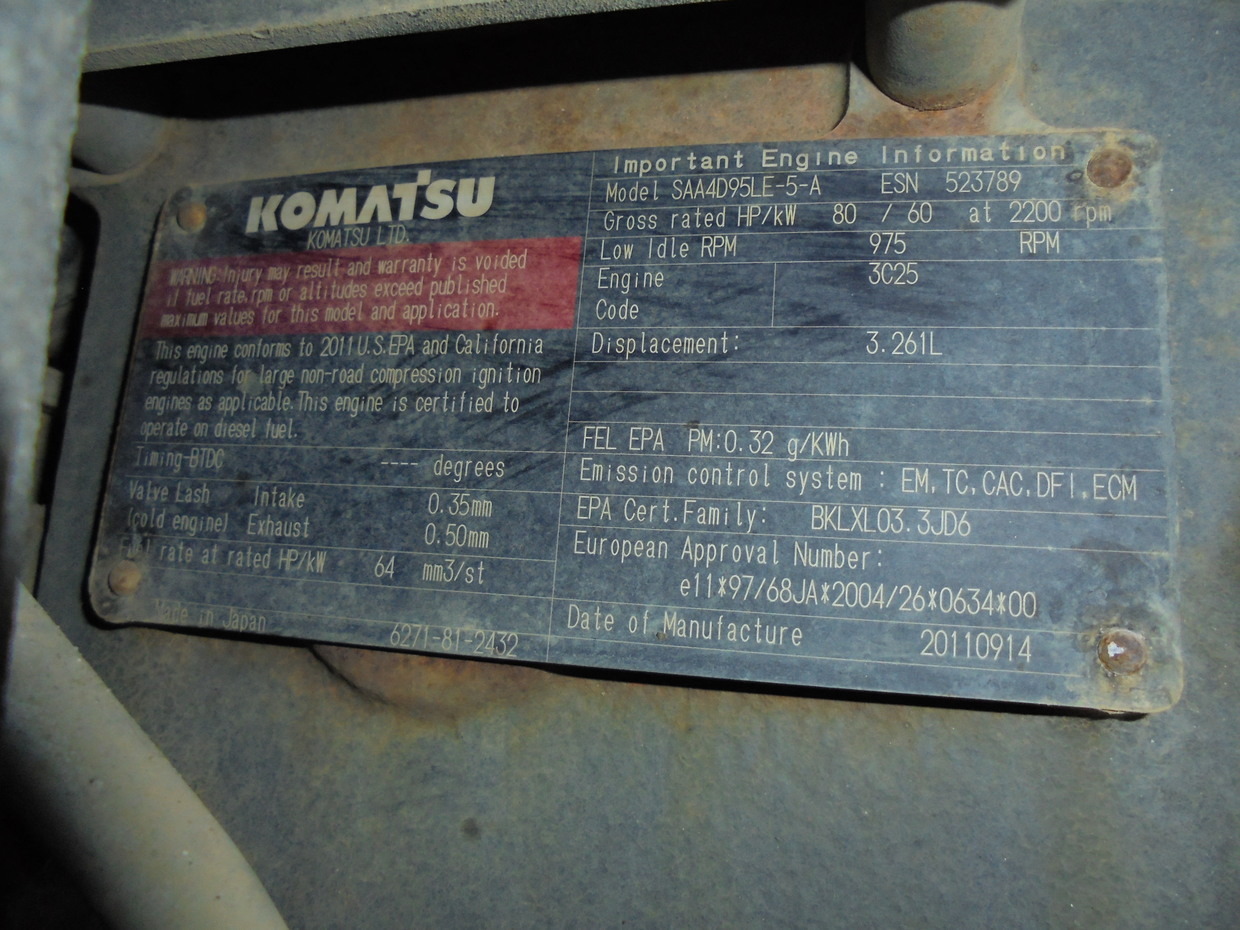 KOMATSU
KOMATSU LTD.
WARNING:Injury may result and warranty is voided
if fuel rate,rpm or altitudes exceed published
maximum values for this model and application.
This engine conforms to 2011 U.S.EPA and California
regulations for large non-road compression ignition
engines as applicable.This engine is certified to
operate on diesel fuel.
Timing-BTDC ---- degrees
Valve Lash Intake 0.35mm
(cold engine) Exhaust 0.50mm
Fuel rate at rated HP/kW 64 mm3/st
Made in Japan 6271-81-2432
Important Engine Information
Model SAA4D95LE-5-A ESN 523789
Gross rated HP/kW 80 / 60 at 2200 rpm
Low Idle RPM 975 RPM
Engine 3C25
Code
Displacement: 3.261L
FEL EPA PM:0.32 g/KWh
Emission control system : EM,TC,CAC,DFI,ECM
EPA Cert.Family: BKLXL03.3JD6
European Approval Number:
e11*97/68JA*2004/26*0634*00
Date of Manufacture 20110914